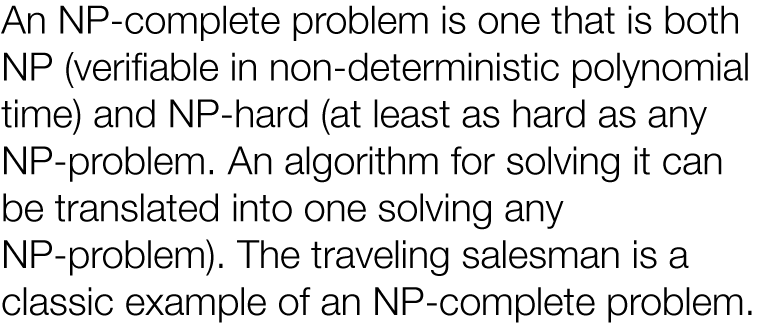 An NP-complete problem is one that is both
NP (verifiable in non-deterministic polynomial
time) and NP-hard (at least as hard as any
NP-problem. An algorithm for solving it can
be translated into one solving any
NP-problem). The traveling salesman is a
classic example of an NP-complete problem.